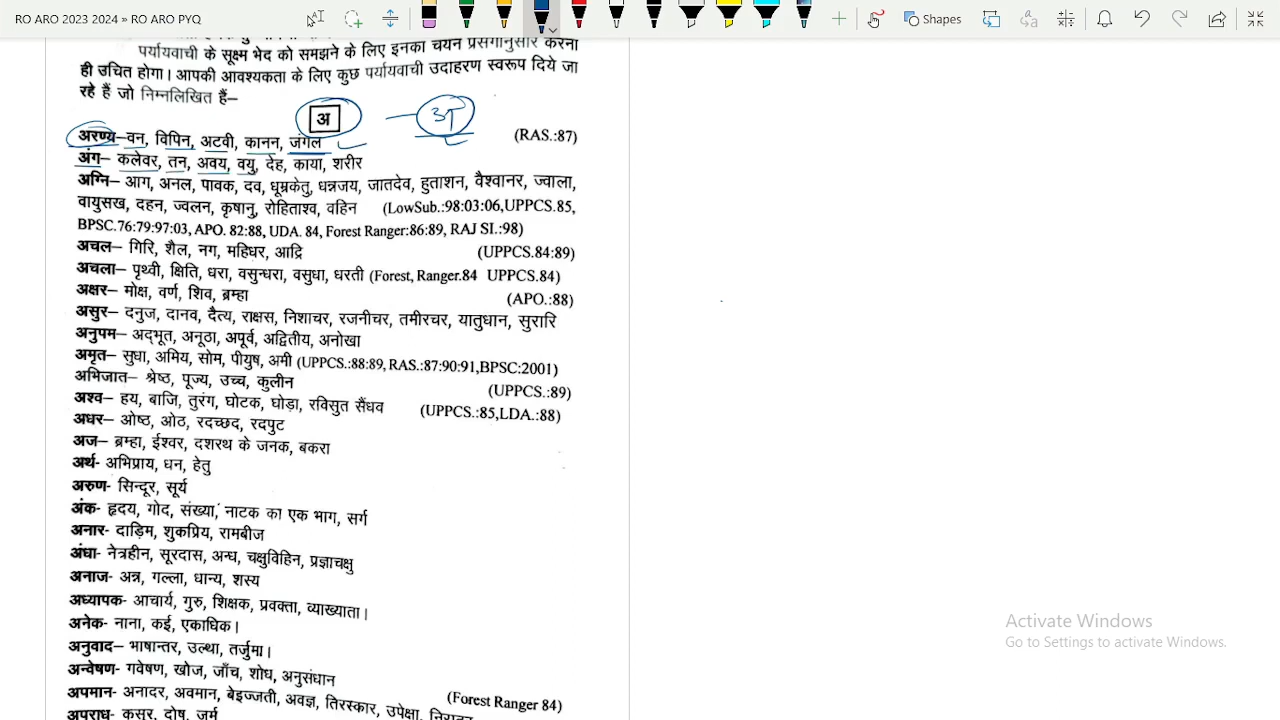 RO ARO 2023 2024 » RO ARO PYQ
Shapes
पर्यायवाची के सूक्ष्म भेद को समझने के लिए इनका चयन प्रसंगानुसार करना
ही उचित होगा। आपकी आवश्यकता के लिए कुछ पर्यायवाची उदाहरण स्वरूप दिये जा
रहे हैं जो निम्नलिखित हैं–
अ अ
अरण्य–वन, विपिन, अटवी, कानन, जंगल (RAS.:87)
अंग– कलेवर, तन, अवय, वयु, देह, काया, शरीर
अग्नि– आग, अनल, पावक, दव, धूम्रकेतु, धन्नजय, जातदेव, हुताशन, वैश्वानर, ज्वाला,
वायुसख, दहन, ज्वलन, कृषानु, रोहिताश्व, वहिन (LowSub.:98:03:06,UPPCS.85,
BPSC.76:79:97:03, APO. 82:88, UDA. 84, Forest Ranger:86:89, RAJ SI.:98)
अचल– गिरि, शैल, नग, महिधर, आद्रि (UPPCS.84:89)
अचला– पृथ्वी, क्षिति, धरा, वसुन्धरा, वसुधा, धरती (Forest, Ranger.84 UPPCS.84)
अक्षर– मोक्ष, वर्ण, शिव, ब्रम्हा (APO.:88)
असुर– दनुज, दानव, दैत्य, राक्षस, निशाचर, रजनीचर, तमीरचर, यातुधान, सुरारि
अनुपम– अद्भूत, अनूठा, अपूर्व, अद्वितीय, अनोखा
अमृत– सुधा, अमिय, सोम, पीयुष, अमी (UPPCS.:88:89, RAS.:87:90:91,BPSC:2001)
अभिजात– श्रेष्ठ, पूज्य, उच्च, कुलीन (UPPCS.:89)
अश्व– हय, बाजि, तुरंग, घोटक, घोड़ा, रविसुत सैंधव (UPPCS.:85,LDA.:88)
अधर– ओष्ठ, ओठ, रदच्छद, रदपुट
अज– ब्रम्हा, ईश्वर, दशरथ के जनक, बकरा
अर्थ- अभिप्राय, धन, हेतु
अरुण- सिन्दूर, सूर्य
अंक- हृदय, गोद, संख्या, नाटक का एक भाग, सर्ग
अनार- दाड़िम, शुकप्रिय, रामबीज
अंधा- नेत्रहीन, सूरदास, अन्ध, चक्षुविहिन, प्रज्ञाचक्षु
अनाज- अन्न, गल्ला, धान्य, शस्य
अध्यापक- आचार्य, गुरु, शिक्षक, प्रवक्ता, व्याख्याता।
अनेक- नाना, कई, एकाधिक।
अनुवाद– भाषान्तर, उल्था, तर्जुमा।
अन्वेषण- गवेषण, खोज, जाँच, शोध, अनुसंधान
अपमान- अनादर, अवमान, बेइज्जती, अवज्ञ, तिरस्कार, उपेक्षा, (Forest Ranger 84)
अपराध- कसूर, दोष, जुर्म
Activate Windows
Go to Settings to activate Windows.